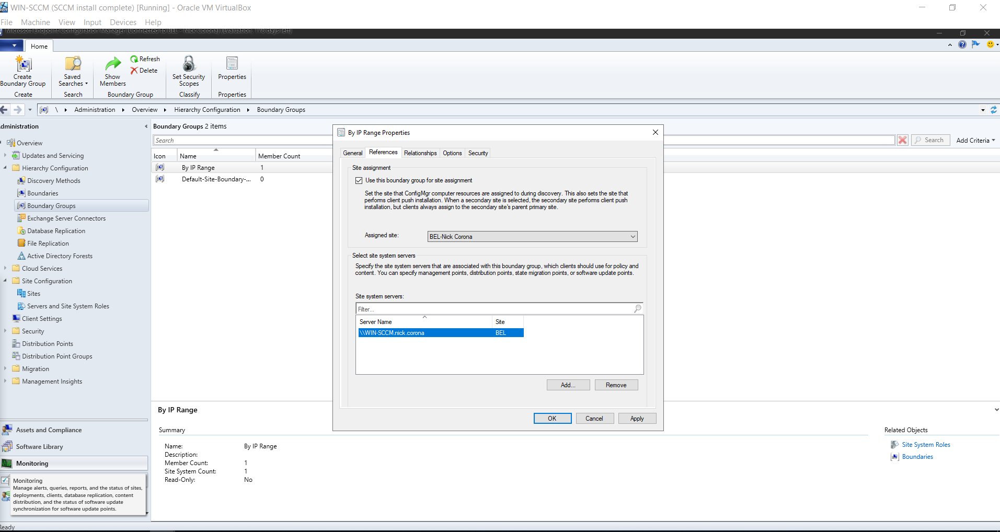 WIN-SCCM (SCCM install complete) [Running] - Oracle VM VirtualBox
File Machine View Input Devices Help
Microsoft Endpoint Configuration Manager (Connected to BEL - Nick Corona) (Evaluation, 178 days left)
Home
Create Boundary Group
Saved Searches
Show Members
Refresh
Delete
Set Security Scopes
Properties
Create
Search
Boundary Group
Classify
Properties
\ Administration Overview Hierarchy Configuration Boundary Groups
dministration
Overview
Updates and Servicing
Hierarchy Configuration
Discovery Methods
Boundaries
Boundary Groups
Exchange Server Connectors
Database Replication
File Replication
Active Directory Forests
Cloud Services
Site Configuration
Sites
Servers and Site System Roles
Client Settings
Security
Distribution Points
Distribution Point Groups
Migration
Management Insights
Assets and Compliance
Software Library
Monitoring
Monitoring
Manage alerts, queries, reports, and the status of sites,
deployments, clients, database replication, content
distribution, and the status of software update
synchronization for software update points.
Ready
Boundary Groups 2 items
Search
Search
Add Criteria
Icon Name Member Count
By IP Range 1
Default-Site-Boundary-... 0
By IP Range Properties
General References Relationships Options Security
Site assignment
Use this boundary group for site assignment
Set the site that ConfigMgr computer resources are assigned to during discovery. This also sets the site that
performs client push installation. When a secondary site is selected, the secondary site performs client push
installation, but clients always assign to the secondary site's parent primary site.
Assigned site: BEL-Nick Corona
Select site system servers
Specify the site system servers that are associated with this boundary group, which clients should use for policy and
content. You can specify management points, distribution points, state migration points, or software update points.
Site system servers:
Filter...
Server Name Site
\\WIN-SCCM.nick.corona BEL
Add... Remove
OK Cancel Apply
By IP Range
Summary
Name: By IP Range
Description:
Member Count: 1
Site System Count: 1
Read-Only: No
Related Objects
Site System Roles
Boundaries